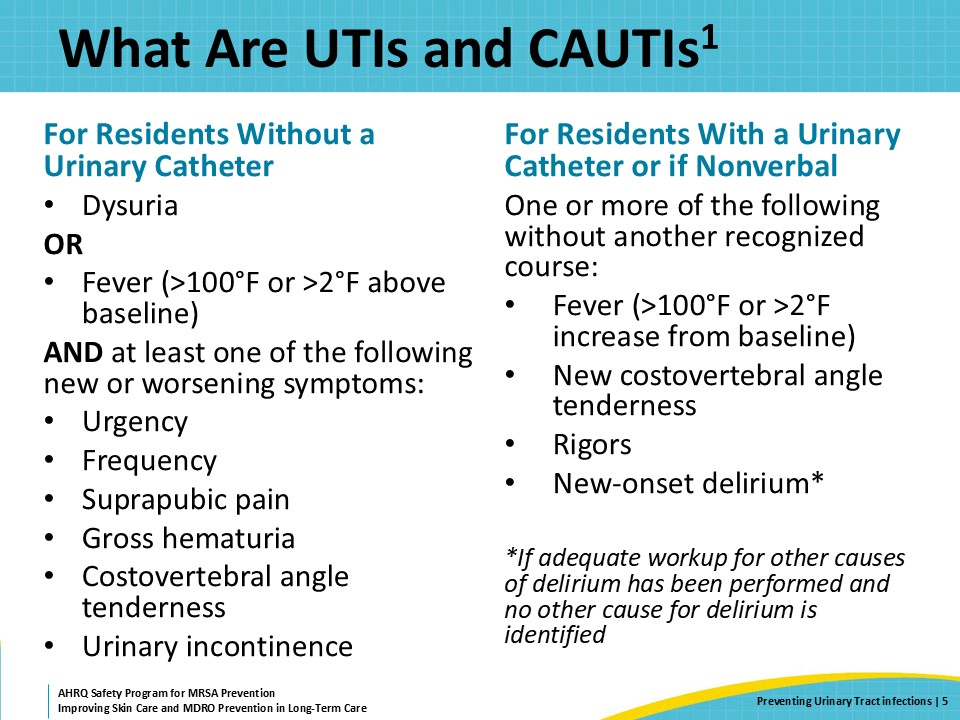 What Are UTIs and CAUTIs1
For Residents Without a
Urinary Catheter
• Dysuria
OR
• Fever (>100°F or >2°F above
baseline)
AND at least one of the following
new or worsening symptoms:
• Urgency
• Frequency
• Suprapubic pain
• Gross hematuria
• Costovertebral angle
tenderness
• Urinary incontinence
For Residents With a Urinary
Catheter or if Nonverbal
One or more of the following
without another recognized
course:
• Fever (>100°F or >2°F
increase from baseline)
• New costovertebral angle
tenderness
• Rigors
• New-onset delirium*
*If adequate workup for other causes
of delirium has been performed and
no other cause for delirium is
identified
AHRQ Safety Program for MRSA Prevention
Improving Skin Care and MDRO Prevention in Long-Term Care
Preventing Urinary Tract infections | 5